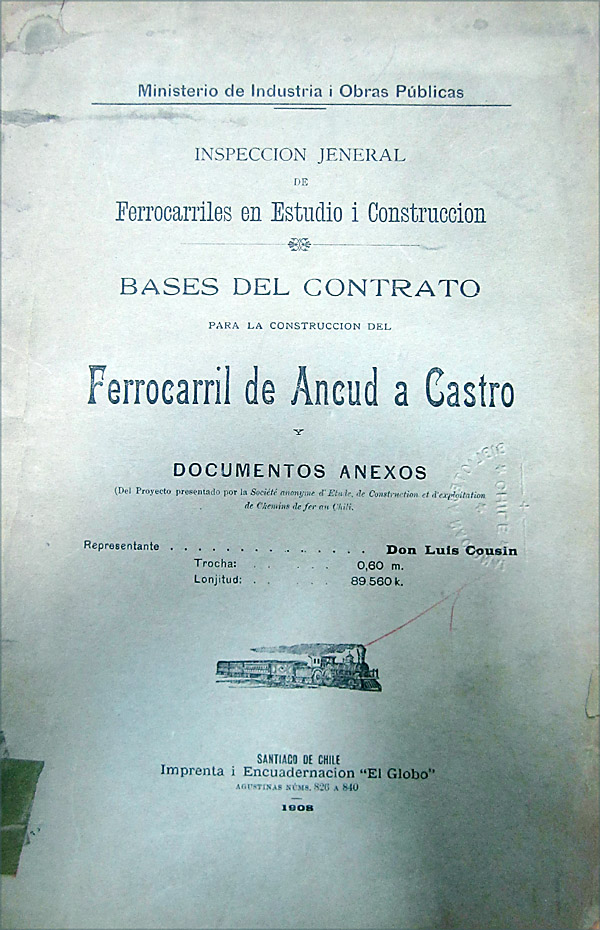 Ministerio de Industria i Obras Públicas
INSPECCION JENERAL
DE
Ferrocarriles en Estudio i Construccion
BASES DEL CONTRATO
PARA LA CONSTRUCCION DEL
Ferrocarril de Ancud a Castro
Y
DOCUMENTOS ANEXOS
(Del Proyecto presentado por la Société anonyme d'Etude, de Construction et d'exploitation
de Chemins de fer au Chili.
Representante . . . . . . . . . . . . . . . Don Luis Cousin
Trocha: . . . . . . 0,60 m.
Lonjitud: . . . . . . 89.560 k.
SANTIAGO DE CHILE
Imprenta i Encuadernacion "El Globo"
AGUSTINAS NÚMS. 826 A 840
1908